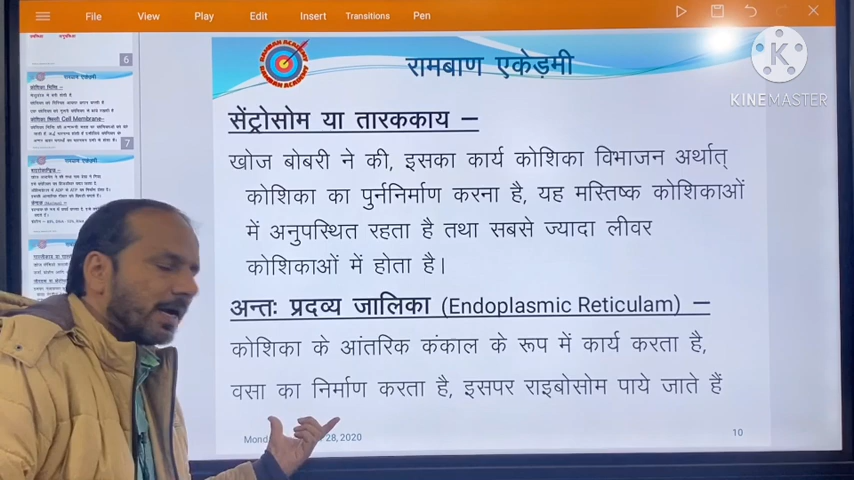 File View Play Edit Insert Transitions Pen
KINEMASTER
6
7
रामबाण एकेड़मी
सेंट्रोसोम या तारककाय –
खोज बोबरी ने की, इसका कार्य कोशिका विभाजन अर्थात्
कोशिका का पुर्ननिर्माण करना है, यह मस्तिष्क कोशिकाओं
में अनुपस्थित रहता है तथा सबसे ज्यादा लीवर
कोशिकाओं में होता है।
अन्तः प्रदव्य जालिका (Endoplasmic Reticulam) –
कोशिका के आंतरिक कंकाल के रूप में कार्य करता है,
वसा का निर्माण करता है, इसपर राइबोसोम पाये जाते हैं
28, 2020
10